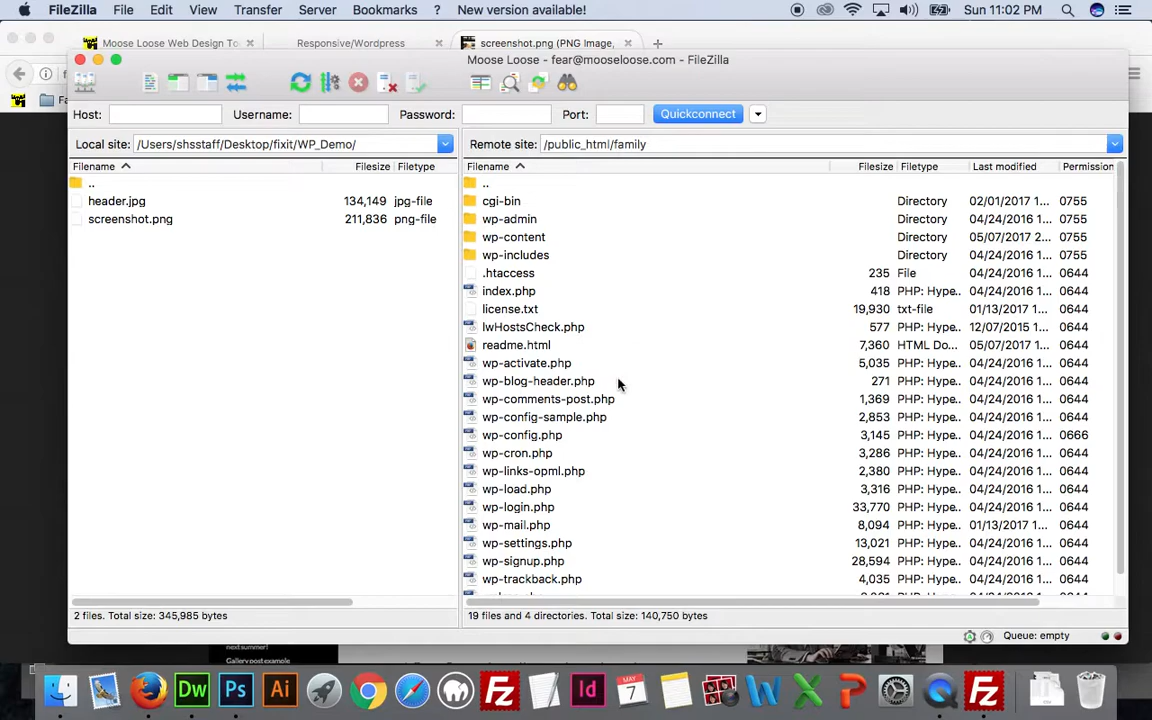 FileZilla File Edit View Transfer Server Bookmarks ? New version available! Sun 11:02 PM
Moose Loose Web Design To Responsive/Wordpress screenshot.png (PNG Image,
Moose Loose - fear@mooseloose.com - FileZilla
Host: Username: Password: Port: Quickconnect
Local site: /Users/shsstaff/Desktop/fixit/WP_Demo/ Remote site: /public_html/family
Filename Filesize Filetype Filename Filesize Filetype Last modified Permission
.. ..
header.jpg 134,149 jpg-file cgi-bin Directory 02/01/2017 1... 0755
screenshot.png 211,836 png-file wp-admin Directory 04/24/2016 1... 0755
wp-content Directory 05/07/2017 2... 0755
wp-includes Directory 04/24/2016 1... 0755
.htaccess 235 File 04/24/2016 1... 0644
index.php 418 PHP: Hype.. 04/24/2016 1... 0644
license.txt 19,930 txt-file 01/13/2017 1... 0644
lwHostsCheck.php 577 PHP: Hype.. 12/07/2015 1... 0644
readme.html 7,360 HTML Do... 05/07/2017 1... 0644
wp-activate.php 5,035 PHP: Hype.. 04/24/2016 1... 0644
wp-blog-header.php 271 PHP: Hype.. 04/24/2016 1... 0644
wp-comments-post.php 1,369 PHP: Hype.. 04/24/2016 1... 0644
wp-config-sample.php 2,853 PHP: Hype.. 04/24/2016 1... 0644
wp-config.php 3,145 PHP: Hype.. 04/24/2016 1... 0666
wp-cron.php 3,286 PHP: Hype.. 04/24/2016 1... 0644
wp-links-opml.php 2,380 PHP: Hype.. 04/24/2016 1... 0644
wp-load.php 3,316 PHP: Hype.. 04/24/2016 1... 0644
wp-login.php 33,770 PHP: Hype.. 04/24/2016 1... 0644
wp-mail.php 8,094 PHP: Hype.. 01/13/2017 1... 0644
wp-settings.php 13,021 PHP: Hype.. 04/24/2016 1... 0644
wp-signup.php 28,594 PHP: Hype.. 04/24/2016 1... 0644
wp-trackback.php 4,035 PHP: Hype.. 04/24/2016 1... 0644
2 files. Total size: 345,985 bytes 19 files and 4 directories. Total size: 140,750 bytes
Queue: empty
next summer!
Gallery post example
Dw Ps Ai Fz MAY 7 Id W X P Fz